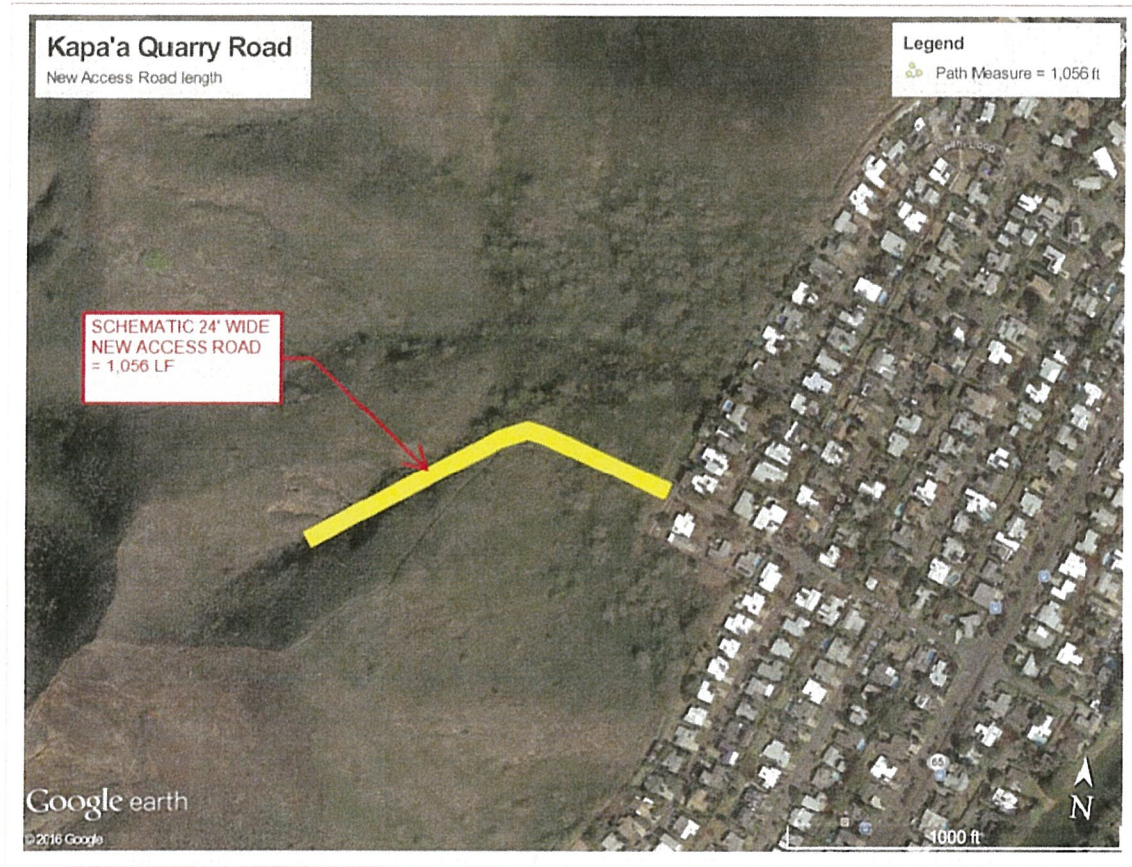 Kapa'a Quarry Road
New Access Road length
Legend
Path Measure = 1,056 ft
SCHEMATIC 24' WIDE
NEW ACCESS ROAD
= 1,056 LF
65
N
Google earth
© 2016 Google
1000 ft